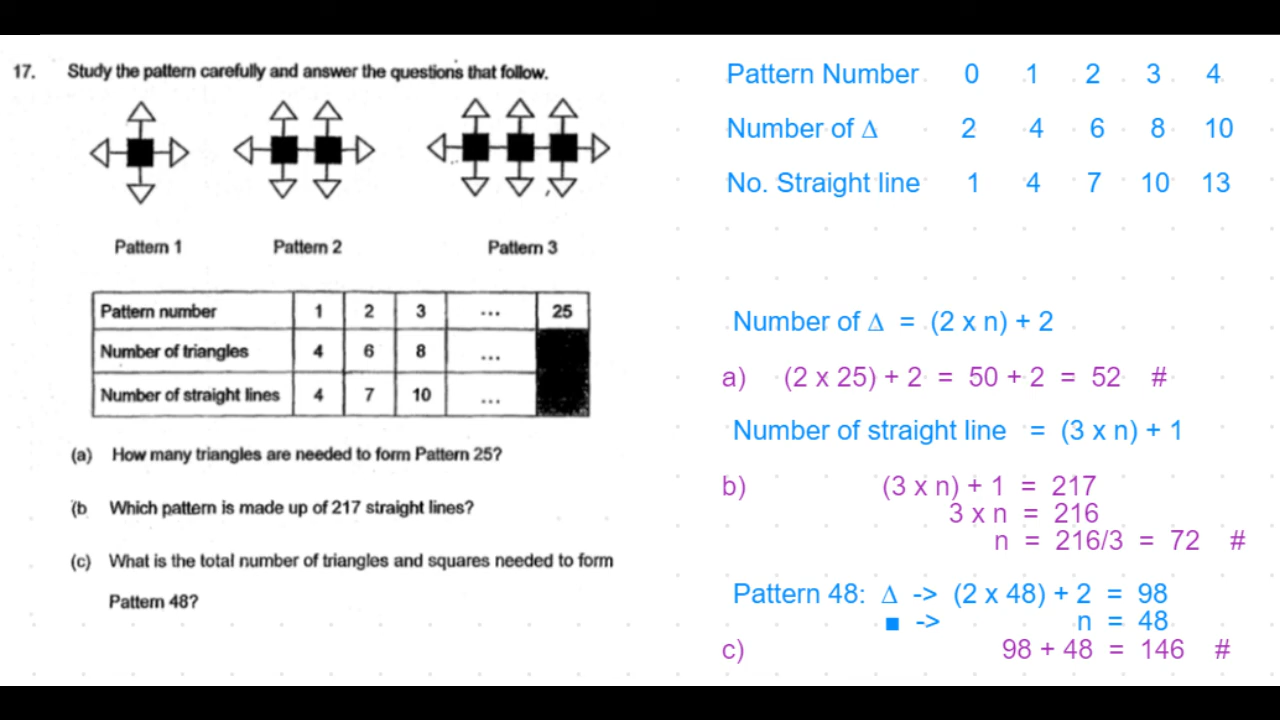 17. Study the pattern carefully and answer the questions that follow.
Pattern 1 Pattern 2 Pattern 3
Pattern number 1 2 3 ... 25
Number of triangles 4 6 8 ...
Number of straight lines 4 7 10 ...
(a) How many triangles are needed to form Pattern 25?
(b Which pattern is made up of 217 straight lines?
(c) What is the total number of triangles and squares needed to form
Pattern 48?
Pattern Number 0 1 2 3 4
Number of Δ 2 4 6 8 10
No. Straight line 1 4 7 10 13
Number of Δ = (2 x n) + 2
a) (2 x 25) + 2 = 50 + 2 = 52 #
Number of straight line = (3 x n) + 1
b) (3 x n) + 1 = 217
3 x n = 216
n = 216/3 = 72 #
Pattern 48: Δ -> (2 x 48) + 2 = 98
■ -> n = 48
c) 98 + 48 = 146 #